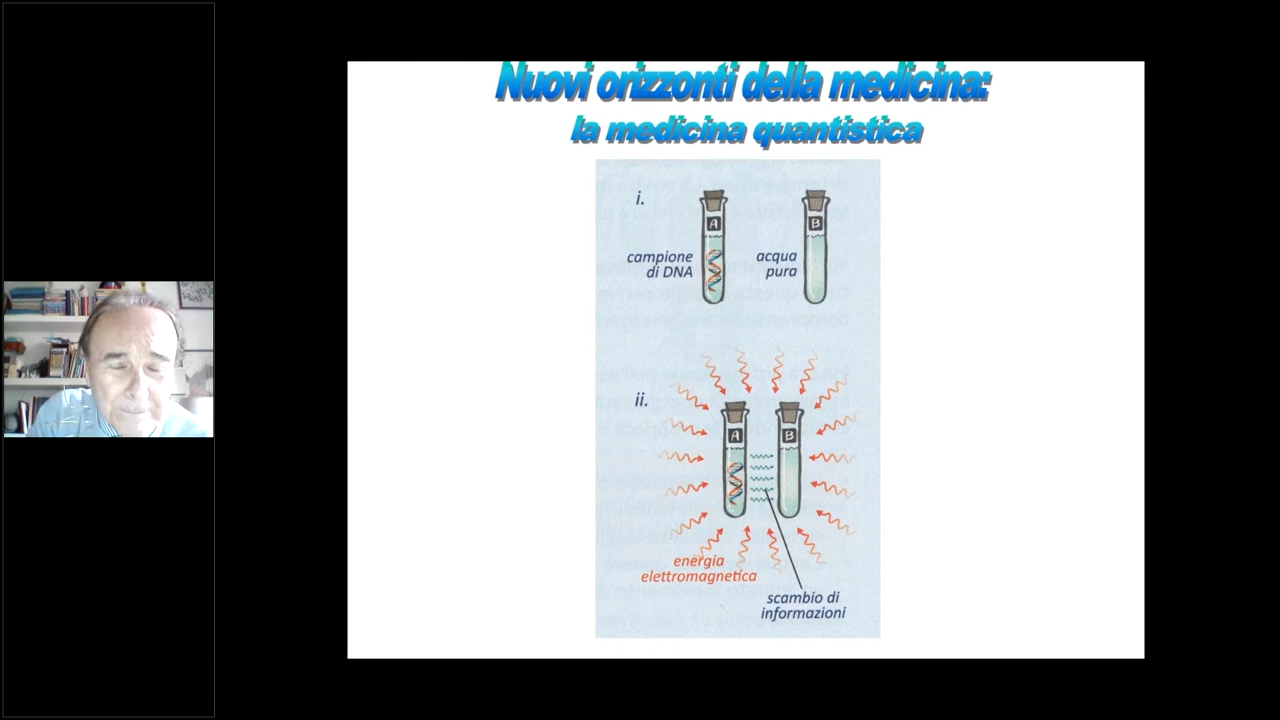 Nuovi orizzonti della medicina:
la medicina quantistica
i.
A
B
campione
di DNA
acqua
pura
ii.
A
B
energia
elettromagnetica
scambio di
informazioni